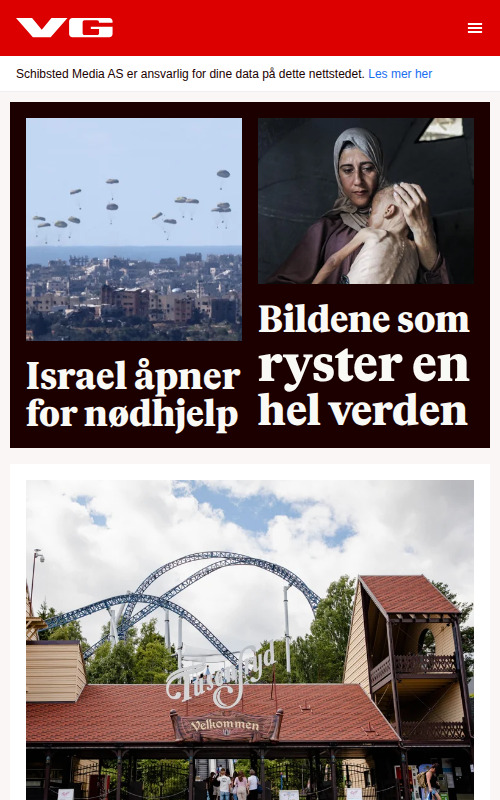 VG
Schibsted Media AS er ansvarlig for dine data på dette nettstedet. Les mer her
Israel åpner
for nødhjelp
Bildene som
ryster en
hel verden
Tusenfryd
Velkommen